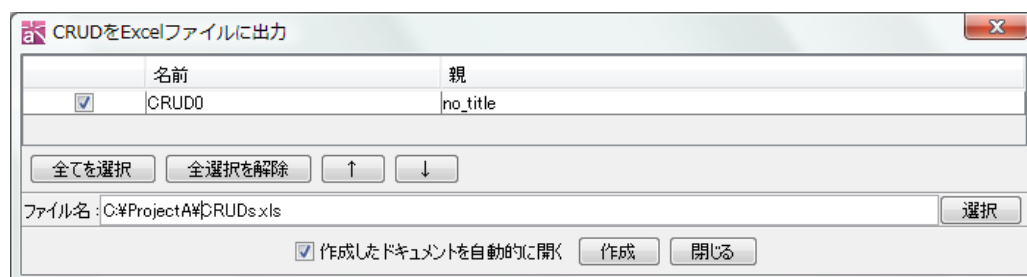 CRUDをExcelファイルに出力
名前 親
CRUD0 no_title
全てを選択 全選択を解除 ↑ ↓
ファイル名: C:¥ProjectA¥CRUDs.xls 選択
作成したドキュメントを自動的に開く 作成 閉じる